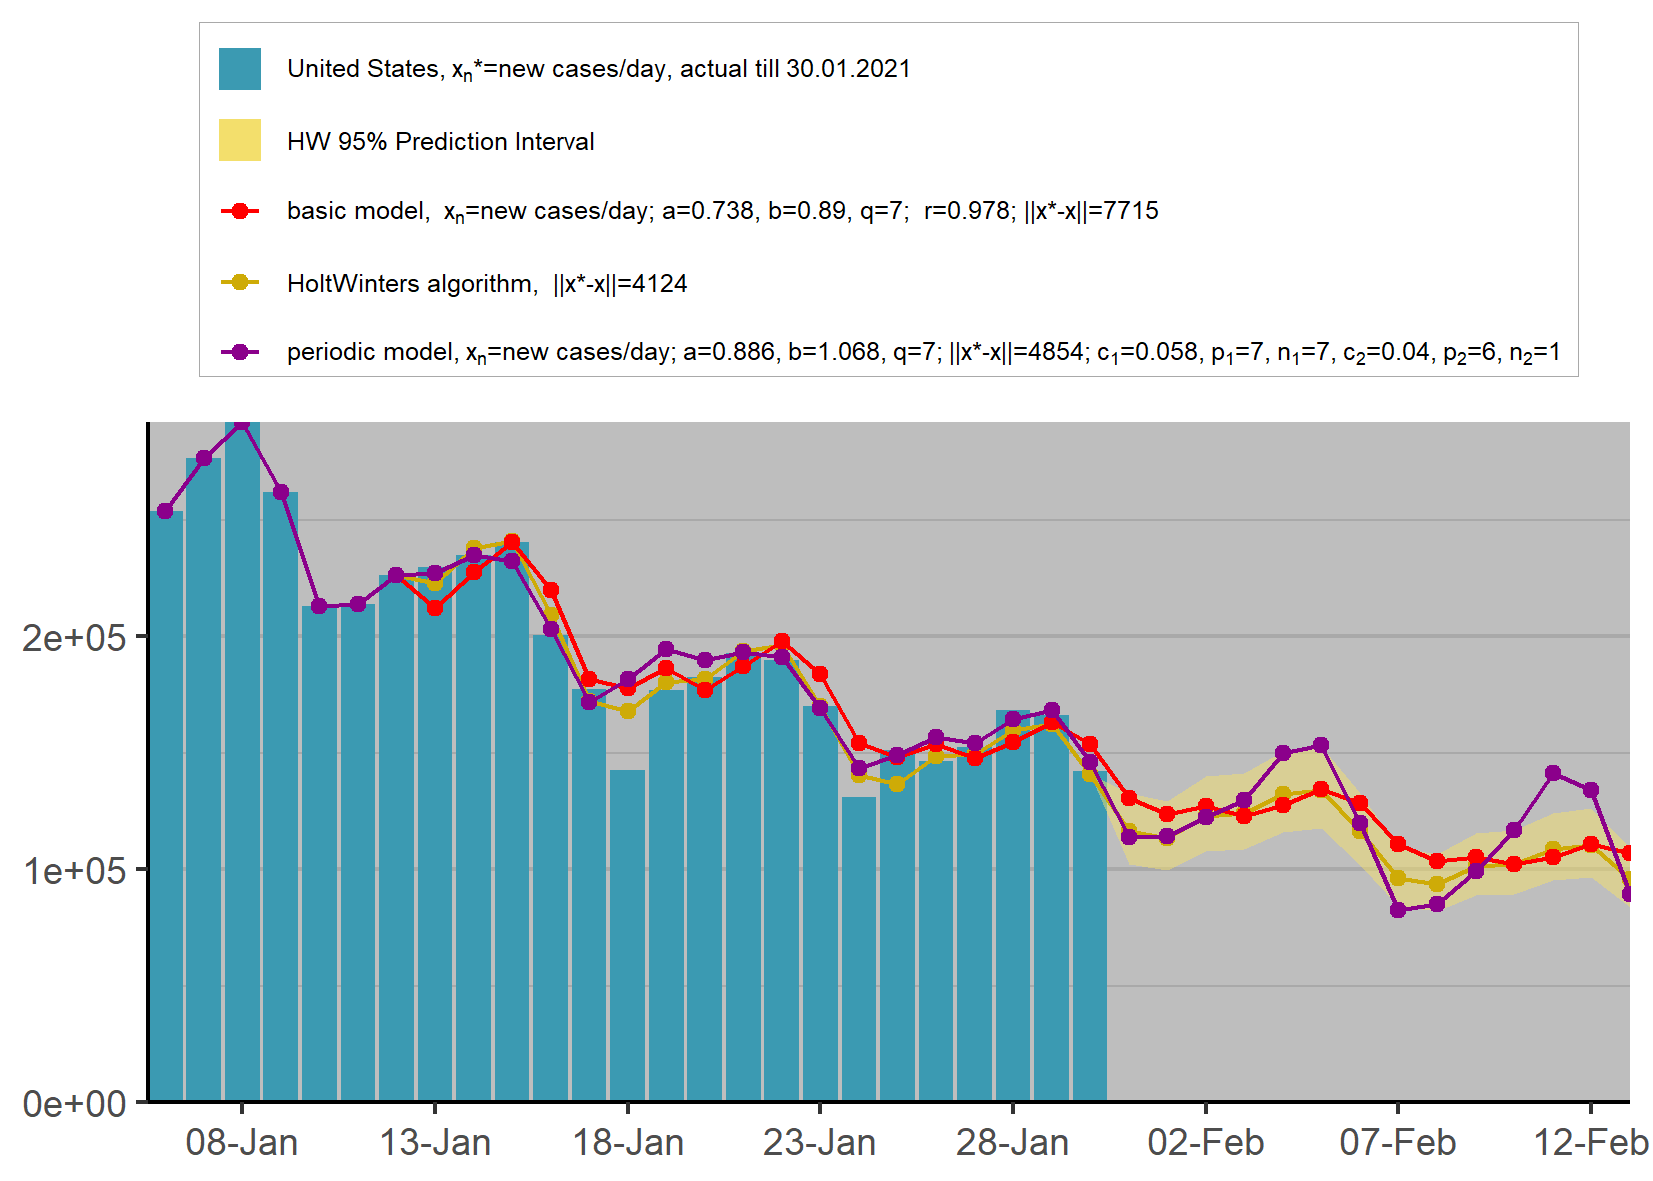 United States, xₙ*=new cases/day, actual till 30.01.2021
HW 95% Prediction Interval
basic model,  xₙ=new cases/day; a=0.738, b=0.89, q=7;  r=0.978; ||x*-x||=7715
HoltWinters algorithm,  ||x*-x||=4124
periodic model, xₙ=new cases/day; a=0.886, b=1.068, q=7; ||x*-x||=4854; c₁=0.058, p₁=7, n₁=7, c₂=0.04, p₂=6, n₂=1
2e+05
1e+05
0e+00
08-Jan 13-Jan 18-Jan 23-Jan 28-Jan 02-Feb 07-Feb 12-Feb